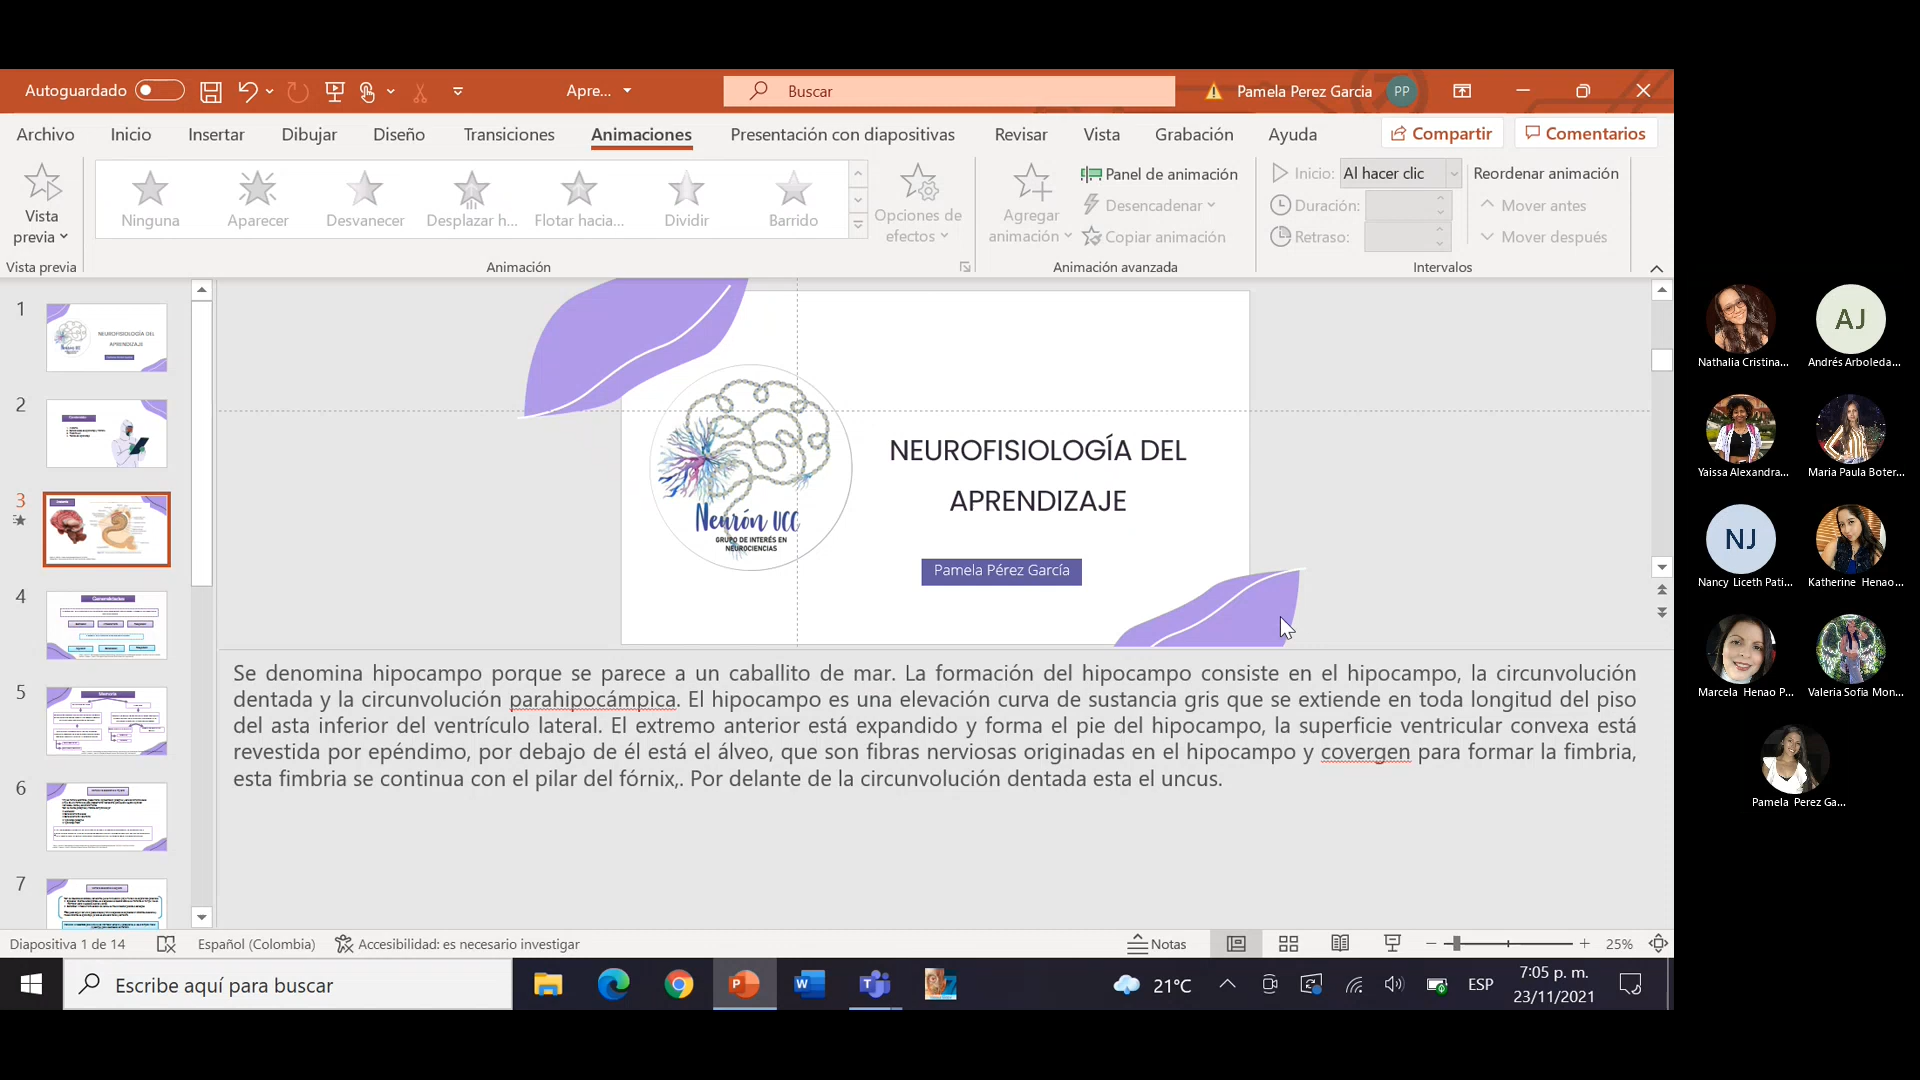 Autoguardado
Apre...
Buscar
Pamela Perez Garcia
PP
Archivo
Inicio
Insertar
Dibujar
Diseño
Transiciones
Animaciones
Presentación con diapositivas
Revisar
Vista
Grabación
Ayuda
Compartir
Comentarios
Vista
previa
Ninguna
Aparecer
Desvanecer
Desplazar h...
Flotar hacia...
Dividir
Barrido
Opciones de
efectos
Agregar
animación
Panel de animación
Desencadenar
Copiar animación
Inicio:
Al hacer clic
Duración:
Retraso:
Reordenar animación
Mover antes
Mover después
Vista previa
Animación
Animación avanzada
Intervalos
1
NEUROFISIOLOGÍA DEL
APRENDIZAJE
2
3
4
Generalidades
5
Memoria
6
7
Neurón UCC
GRUPO DE INTERÉS EN
NEUROCIENCIAS
NEUROFISIOLOGÍA DEL
APRENDIZAJE
Pamela Pérez García
Se denomina hipocampo porque se parece a un caballito de mar. La formación del hipocampo consiste en el hipocampo, la circunvolución
dentada y la circunvolución parahipocámpica. El hipocampo es una elevación curva de sustancia gris que se extiende en toda longitud del piso
del asta inferior del ventrículo lateral. El extremo anterior está expandido y forma el pie del hipocampo, la superficie ventricular convexa está
revestida por epéndimo, por debajo de él está el álveo, que son fibras nerviosas originadas en el hipocampo y covergen para formar la fimbria,
esta fimbria se continua con el pilar del fórnix,. Por delante de la circunvolución dentada esta el uncus.
Nathalia Cristina...
AJ
Andrés Arboleda...
Yaissa Alexandra...
Maria Paula Boter...
NJ
Nancy Liceth Pati...
Katherine Henao...
Marcela Henao P...
Valeria Sofia Mon...
Pamela Perez Ga...
Diapositiva 1 de 14
Español (Colombia)
Accesibilidad: es necesario investigar
Notas
25%
Escribe aquí para buscar
21°C
ESP
7:05 p. m.
23/11/2021